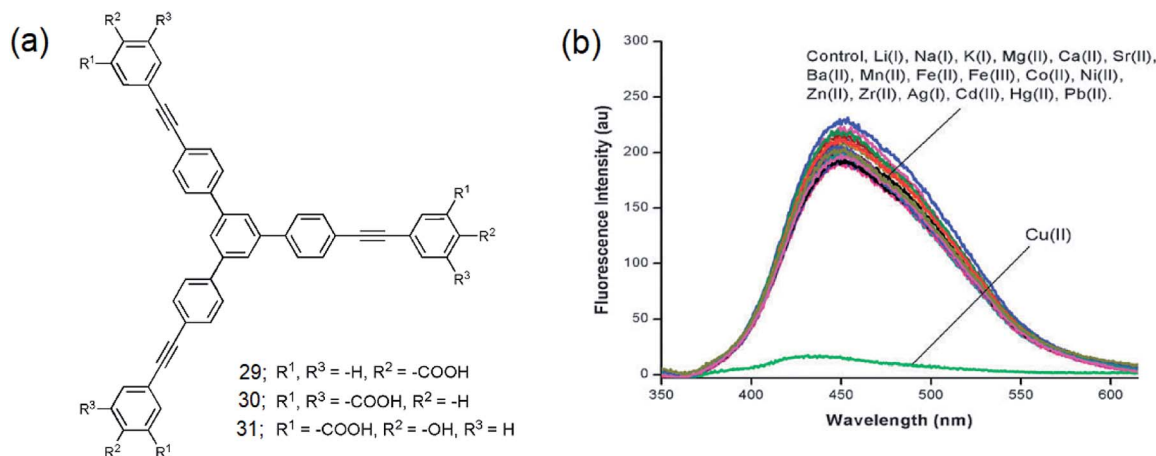 (a)
R² R³
R¹
R¹
R²
R³
R³
R² R¹
29; R¹, R³ = -H, R² = -COOH
30; R¹, R³ = -COOH, R² = -H
31; R¹ = -COOH, R² = -OH, R³ = H
(b)
Fluorescence Intensity (au)
300
250
200
150
100
50
0
Control, Li(I), Na(I), K(I), Mg(II), Ca(II), Sr(II),
Ba(II), Mn(II), Fe(II), Fe(III), Co(II), Ni(II),
Zn(II), Zr(II), Ag(I), Cd(II), Hg(II), Pb(II).
Cu(II)
350 400 450 500 550 600
Wavelength (nm)